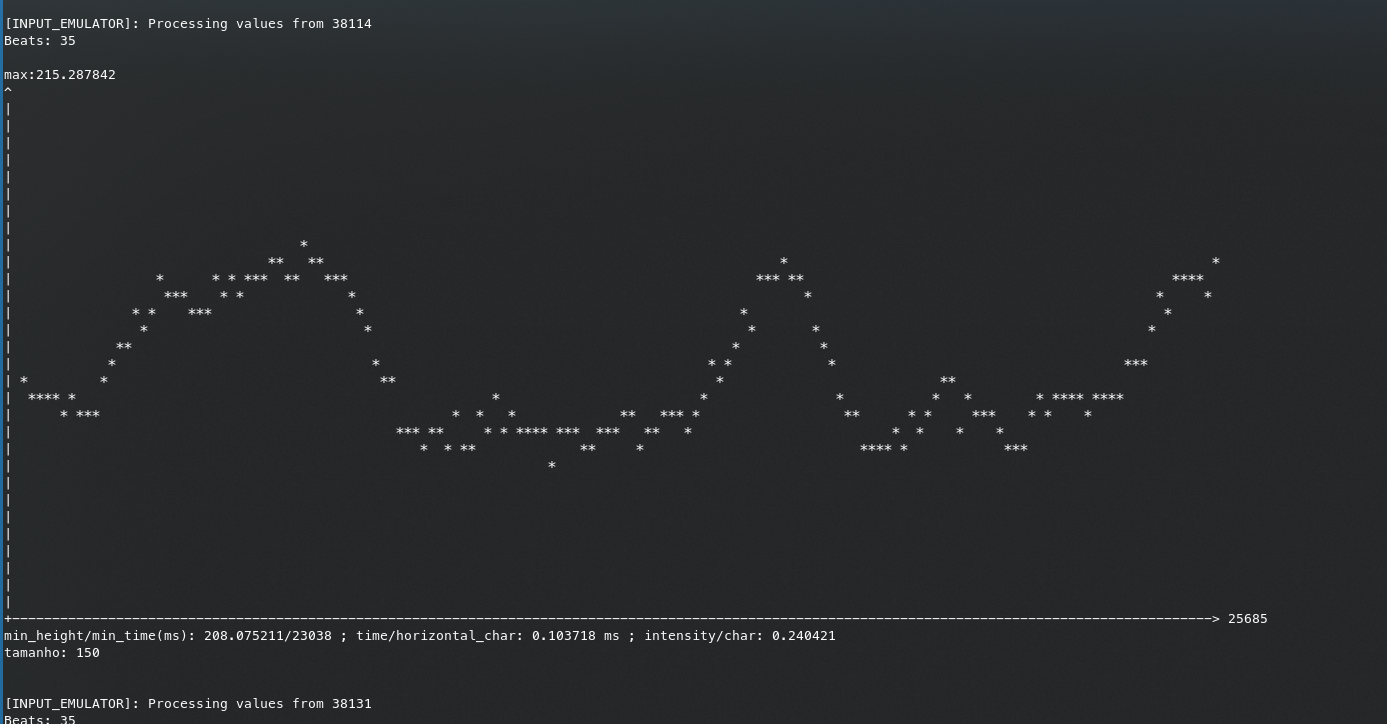 [INPUT_EMULATOR]: Processing values from 38114
Beats: 35
max:215.287842
25685
min_height/min_time(ms): 208.075211/23038 ; time/horizontal_char: 0.103718 ms ; intensity/char: 0.240421
tamanho: 150
[INPUT_EMULATOR]: Processing values from 38131
Beats: 35